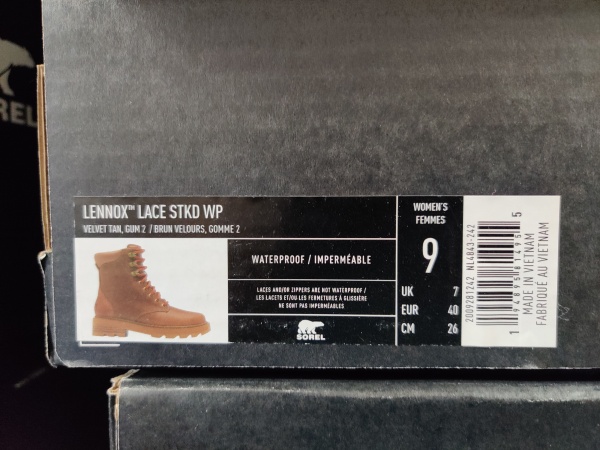 SOREL
LENNOX™ LACE STKD WP
VELVET TAN, GUM 2 / BRUN VELOURS, GOMME 2
WATERPROOF / IMPERMÉABLE
LACES AND/OR ZIPPERS ARE NOT WATERPROOF /
LES LACETS ET/OU LES FERMETURES À GLISSIÈRE
NE SONT PAS IMPERMÉABLES
SOREL
WOMEN'S
FEMMES
9
UK 7
EUR 40
CM 26
2009281242 NL4843-242
MADE IN VIETNAM
FABRIQUÉ AU VIETNAM